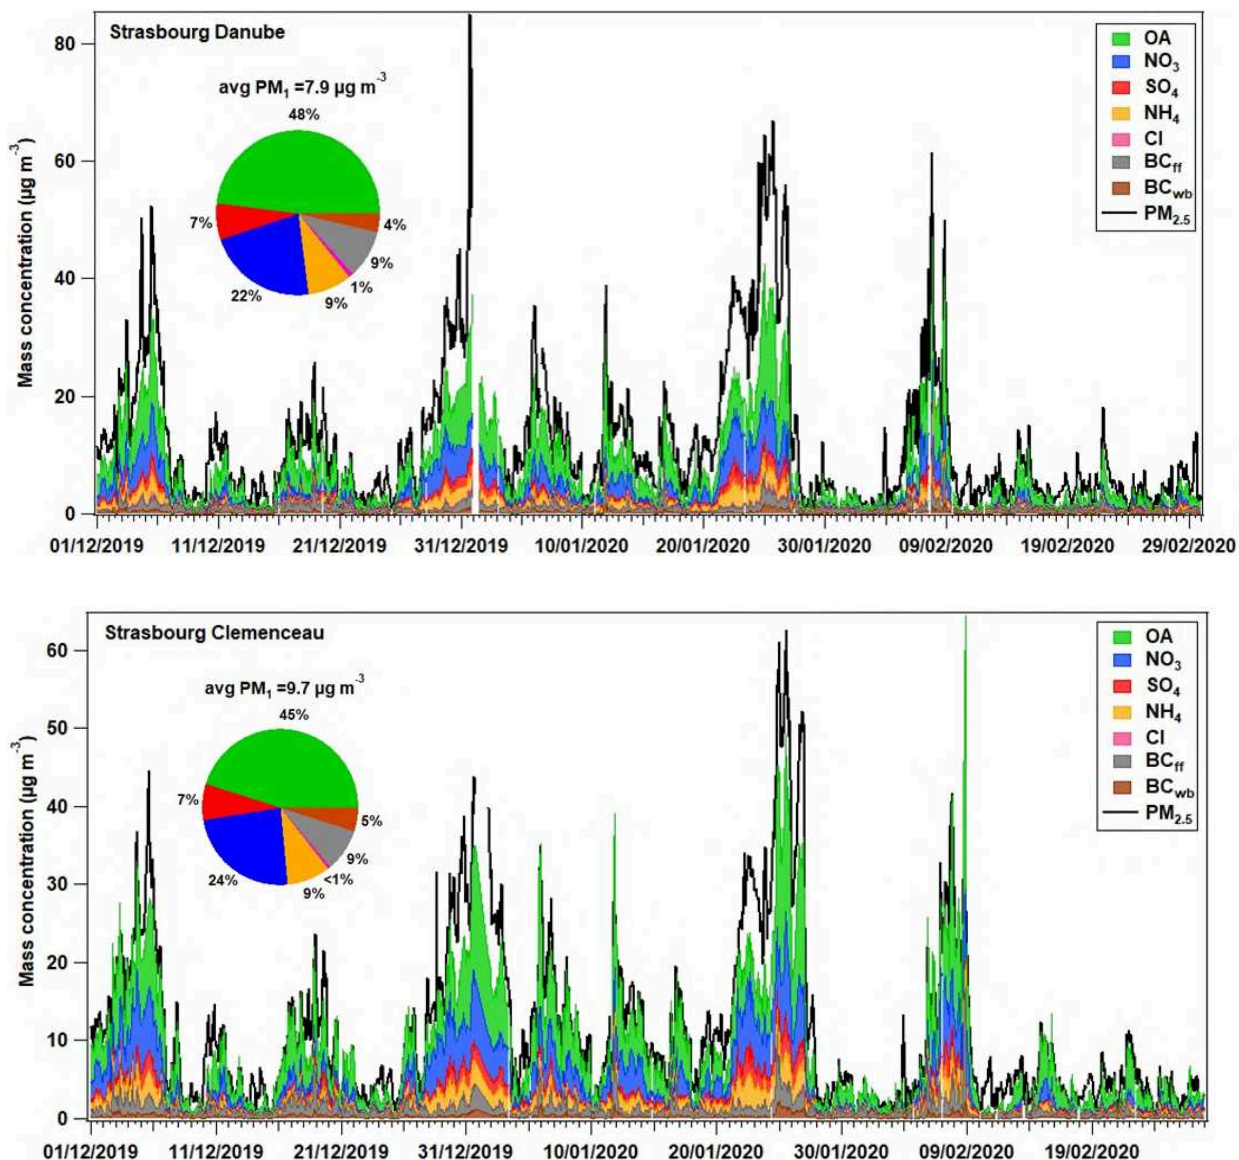 Strasbourg Danube
avg PM₁ =7.9 µg m⁻³
48%
7%
22%
9%
1%
9%
4%
OA
NO₃
SO₄
NH₄
Cl
BC_ff
BC_wb
PM₂.₅
Mass concentration (µg m⁻³)
80
60
40
20
0
01/12/2019 11/12/2019 21/12/2019 31/12/2019 10/01/2020 20/01/2020 30/01/2020 09/02/2020 19/02/2020 29/02/2020
Strasbourg Clemenceau
avg PM₁ =9.7 µg m⁻³
45%
7%
24%
9%
<1%
9%
5%
OA
NO₃
SO₄
NH₄
Cl
BC_ff
BC_wb
PM₂.₅
Mass concentration (µg m⁻³)
60
50
40
30
20
10
0
01/12/2019 11/12/2019 21/12/2019 31/12/2019 10/01/2020 20/01/2020 30/01/2020 09/02/2020 19/02/2020